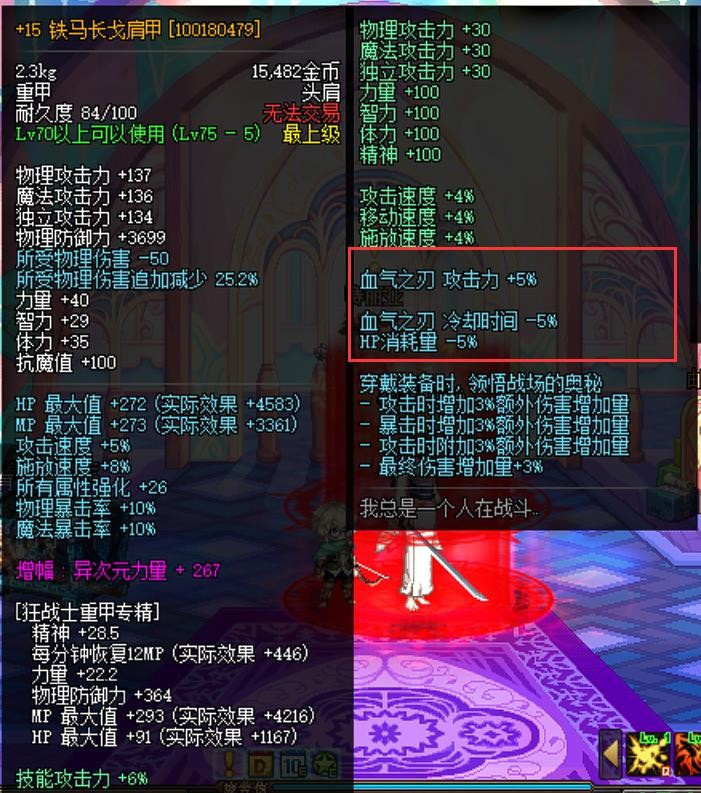 +15 铁马长戈肩甲 [100180479]
2.3kg 15,482金币
重甲 头肩
耐久度 84/100 无法交易
Lv70以上可以使用 (Lv75 - 5) 最上级
物理攻击力 +137
魔法攻击力 +136
独立攻击力 +134
物理防御力 +3699
所受物理伤害 -50
所受物理伤害追加减少 25.2%
力量 +40
智力 +29
体力 +35
抗魔值 +100
HP 最大值 +272 (实际效果 +4583)
MP 最大值 +273 (实际效果 +3361)
攻击速度 +5%
施放速度 +8%
所有属性强化 +26
物理暴击率 +10%
魔法暴击率 +10%
增幅 : 异次元力量 + 267
[狂战士重甲专精]
精神 +28.5
每分钟恢复12MP (实际效果 +446)
力量 +22.2
物理防御力 +364
MP 最大值 +293 (实际效果 +4216)
HP 最大值 +91 (实际效果 +1167)
技能攻击力 +6%
物理攻击力 +30
魔法攻击力 +30
独立攻击力 +30
力量 +100
智力 +100
体力 +100
精神 +100
攻击速度 +4%
移动速度 +4%
施放速度 +4%
血气之刃 攻击力 +5%
血气之刃 冷却时间 -5%
HP消耗量 -5%
穿戴装备时, 领悟战场的奥秘
- 攻击时增加3%额外伤害增加量
- 暴击时增加3%额外伤害增加量
- 攻击时附加3%额外伤害增加量
- 最终伤害增加量+3%
我总是一个人在战斗..
Lv. 1